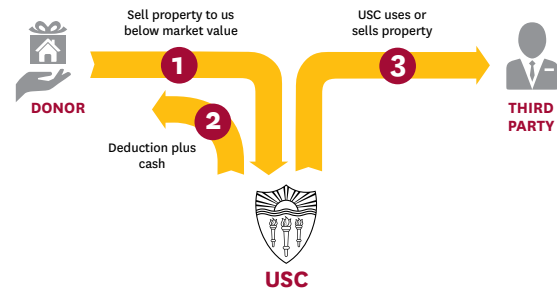 Sell property to us
below market value
USC uses or
sells property
1
3
DONOR
THIRD
PARTY
2
Deduction plus
cash
USC